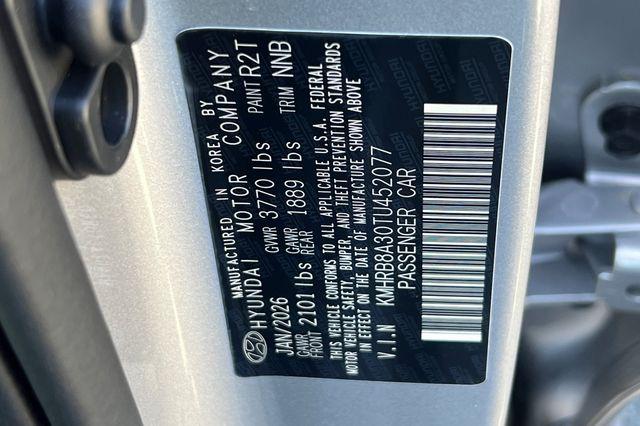 MANUFACTURED IN KOREA BY
HYUNDAI MOTOR COMPANY
JAN/2026 GVWR 3770 lbs PAINT R2T
GAWR FRONT 2101 lbs GAWR REAR 1889 lbs TRIM NNB
THIS VEHICLE CONFORMS TO ALL APPLICABLE U.S.A. FEDERAL
MOTOR VEHICLE SAFETY, BUMPER, AND THEFT PREVENTION STANDARDS
IN EFFECT ON THE DATE OF MANUFACTURE SHOWN ABOVE
V.I.N KMHRB8A30TU452077
PASSENGER CAR